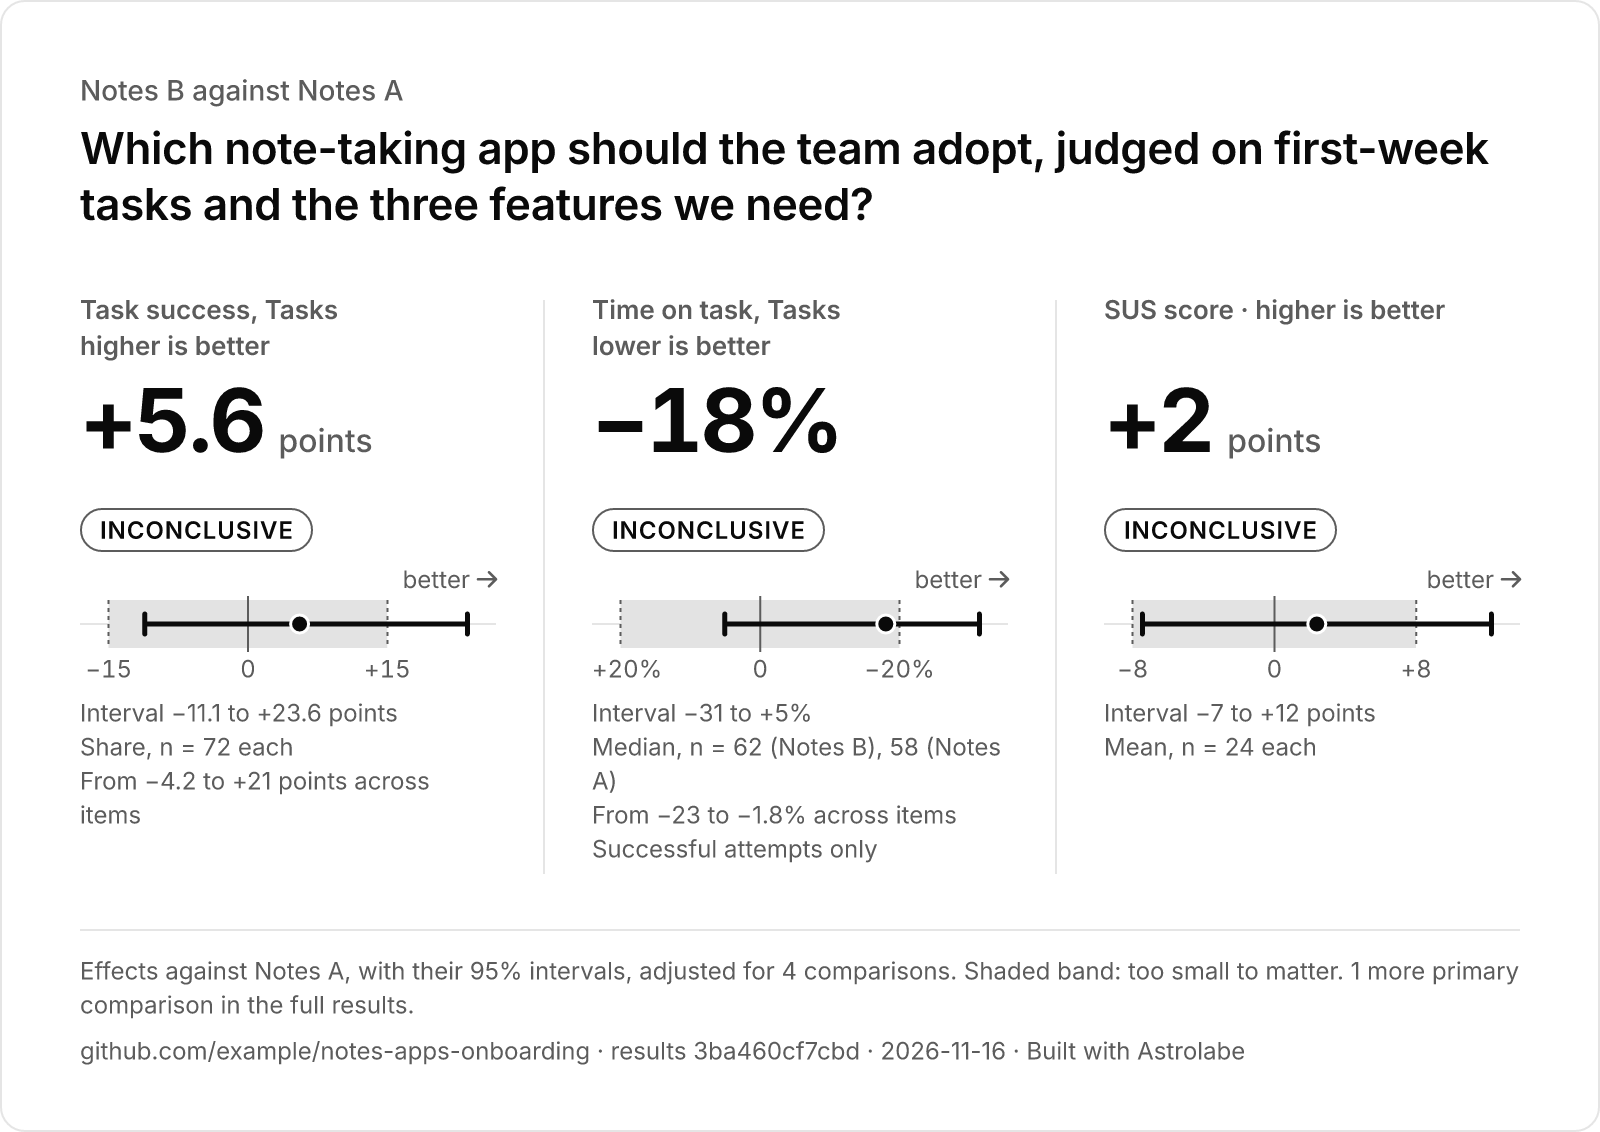 Notes B against Notes A
Which note-taking app should the team adopt, judged on first-week
tasks and the three features we need?
Task success, Tasks
higher is better
+5.6 points
INCONCLUSIVE
better →
−15 0 +15
Interval −11.1 to +23.6 points
Share, n = 72 each
From −4.2 to +21 points across
items
Time on task, Tasks
lower is better
−18%
INCONCLUSIVE
better →
+20% 0 −20%
Interval −31 to +5%
Median, n = 62 (Notes B), 58 (Notes
A)
From −23 to −1.8% across items
Successful attempts only
SUS score · higher is better
+2 points
INCONCLUSIVE
better →
−8 0 +8
Interval −7 to +12 points
Mean, n = 24 each
Effects against Notes A, with their 95% intervals, adjusted for 4 comparisons. Shaded band: too small to matter. 1 more primary
comparison in the full results.
github.com/example/notes-apps-onboarding · results 3ba460cf7cbd · 2026-11-16 · Built with Astrolabe